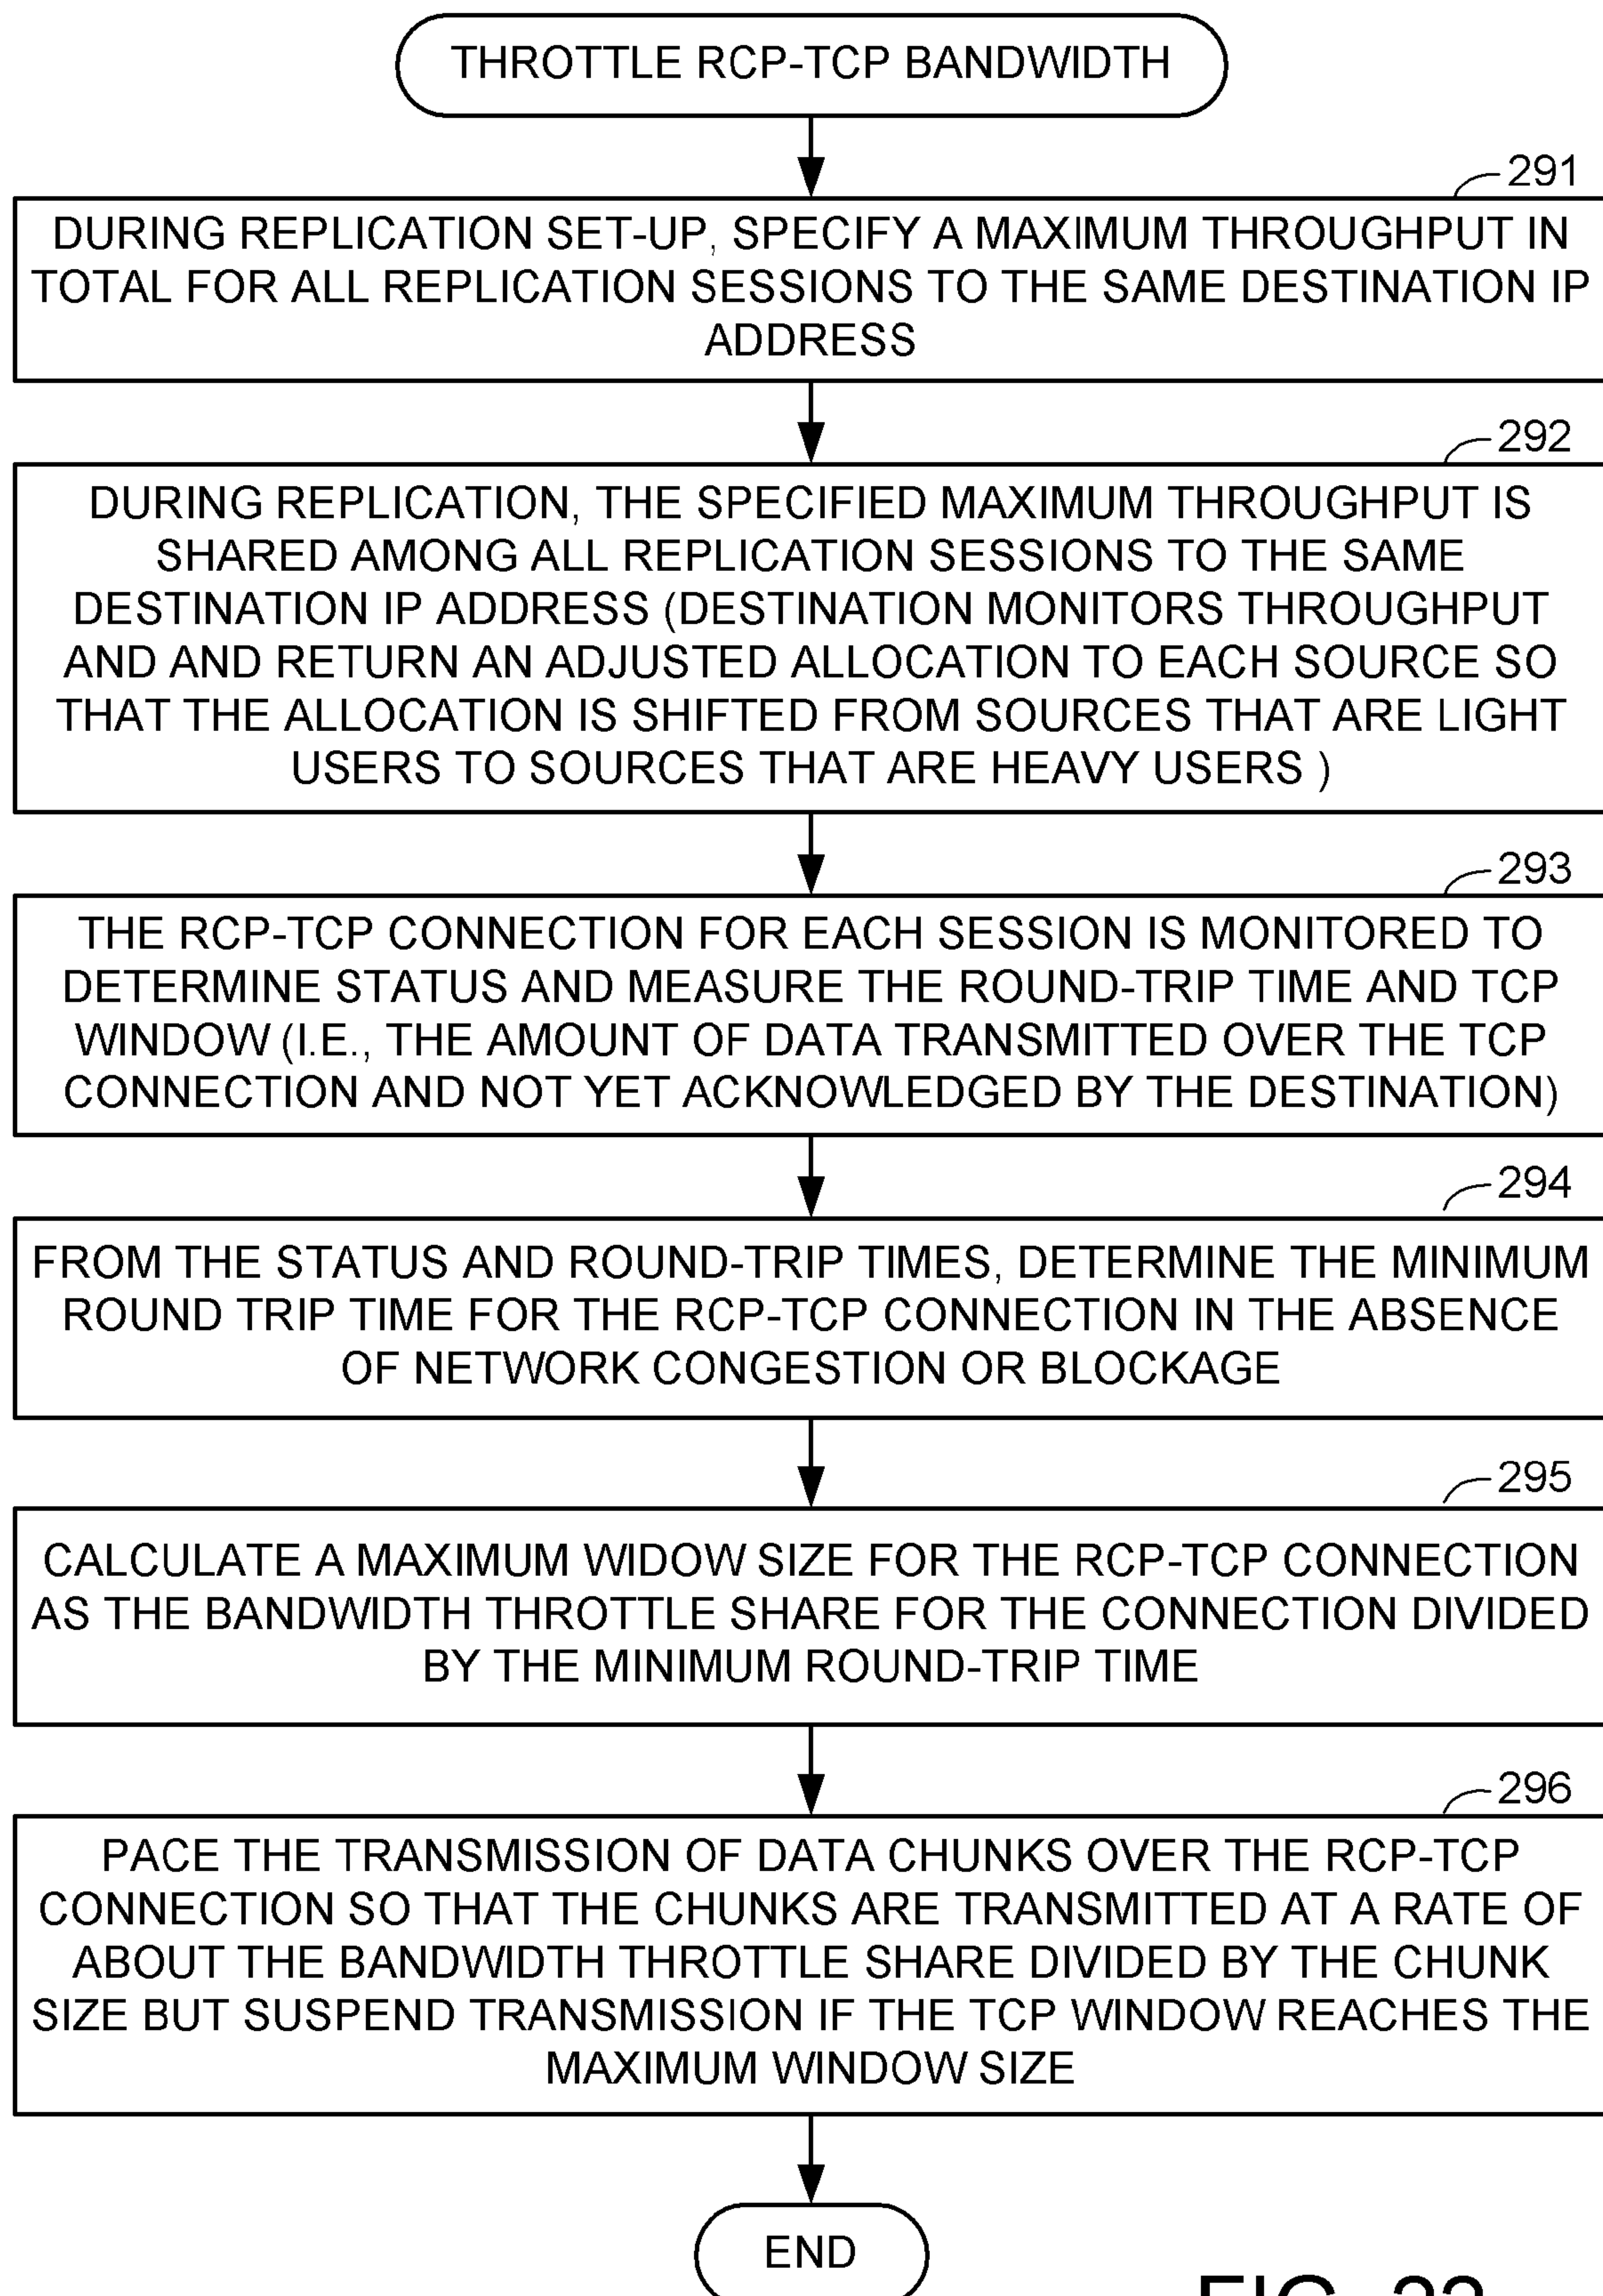 THROTTLE RCP-TCP BANDWIDTH
291
DURING REPLICATION SET-UP, SPECIFY A MAXIMUM THROUGHPUT IN
TOTAL FOR ALL REPLICATION SESSIONS TO THE SAME DESTINATION IP
ADDRESS
292
DURING REPLICATION, THE SPECIFIED MAXIMUM THROUGHPUT IS
SHARED AMONG ALL REPLICATION SESSIONS TO THE SAME
DESTINATION IP ADDRESS (DESTINATION MONITORS THROUGHPUT
AND AND RETURN AN ADJUSTED ALLOCATION TO EACH SOURCE SO
THAT THE ALLOCATION IS SHIFTED FROM SOURCES THAT ARE LIGHT
USERS TO SOURCES THAT ARE HEAVY USERS )
293
THE RCP-TCP CONNECTION FOR EACH SESSION IS MONITORED TO
DETERMINE STATUS AND MEASURE THE ROUND-TRIP TIME AND TCP
WINDOW (I.E., THE AMOUNT OF DATA TRANSMITTED OVER THE TCP
CONNECTION AND NOT YET ACKNOWLEDGED BY THE DESTINATION)
294
FROM THE STATUS AND ROUND-TRIP TIMES, DETERMINE THE MINIMUM
ROUND TRIP TIME FOR THE RCP-TCP CONNECTION IN THE ABSENCE
OF NETWORK CONGESTION OR BLOCKAGE
295
CALCULATE A MAXIMUM WIDOW SIZE FOR THE RCP-TCP CONNECTION
AS THE BANDWIDTH THROTTLE SHARE FOR THE CONNECTION DIVIDED
BY THE MINIMUM ROUND-TRIP TIME
296
PACE THE TRANSMISSION OF DATA CHUNKS OVER THE RCP-TCP
CONNECTION SO THAT THE CHUNKS ARE TRANSMITTED AT A RATE OF
ABOUT THE BANDWIDTH THROTTLE SHARE DIVIDED BY THE CHUNK
SIZE BUT SUSPEND TRANSMISSION IF THE TCP WINDOW REACHES THE
MAXIMUM WINDOW SIZE
END